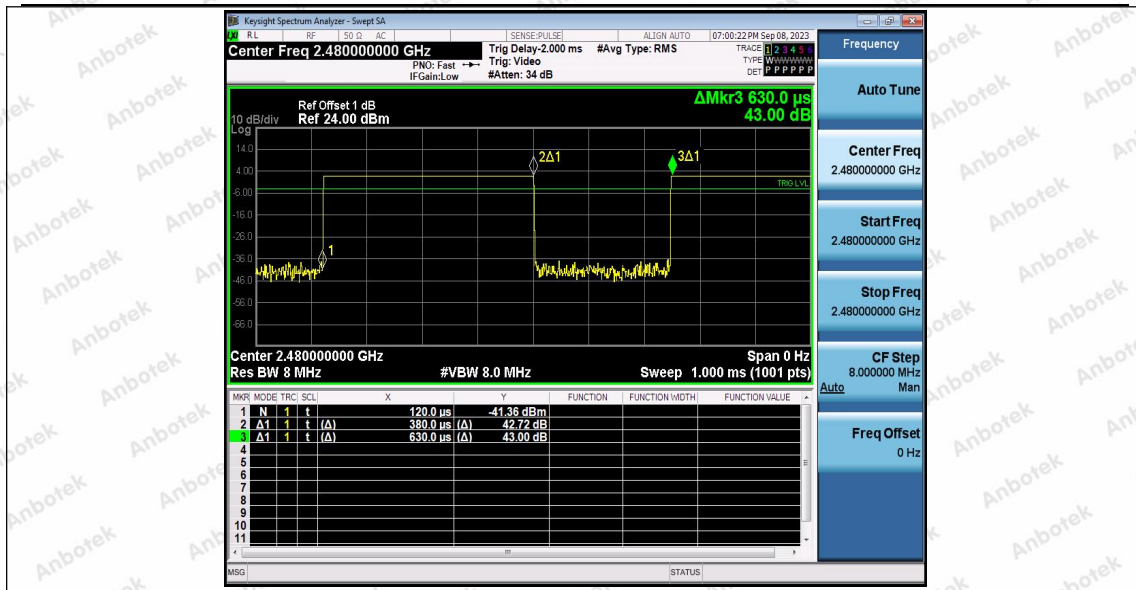 Keysight Spectrum Analyzer - Swept SA
LXI RL RF 50 Ω AC SENSE:PULSE ALIGN AUTO 07:00:22 PM Sep 08, 2023
Center Freq 2.480000000 GHz
PNO: Fast
IFGain:Low
Trig Delay-2.000 ms
Trig: Video
#Atten: 34 dB
#Avg Type: RMS
TRACE 1 2 3 4 5 6
TYPE WWWWWW
DET P P P P P P
Ref Offset 1 dB
Ref 24.00 dBm
10 dB/div
Log
ΔMkr3 630.0 µs
43.00 dB
14.0
4.00
-6.00
-16.0
-26.0
-36.0
-46.0
-56.0
-66.0
1
2Δ1
3Δ1
TRIG LVL
Center 2.480000000 GHz Span 0 Hz
Res BW 8 MHz #VBW 8.0 MHz Sweep 1.000 ms (1001 pts)
MKR MODE TRC SCL X Y FUNCTION FUNCTION WIDTH FUNCTION VALUE
1 N 1 t 120.0 µs -41.36 dBm
2 Δ1 1 t (Δ) 380.0 µs (Δ) 42.72 dB
3 Δ1 1 t (Δ) 630.0 µs (Δ) 43.00 dB
4
5
6
7
8
9
10
11
MSG STATUS
Frequency
Auto Tune
Center Freq
2.480000000 GHz
Start Freq
2.480000000 GHz
Stop Freq
2.480000000 GHz
CF Step
8.000000 MHz
Auto Man
Freq Offset
0 Hz
Anbotek